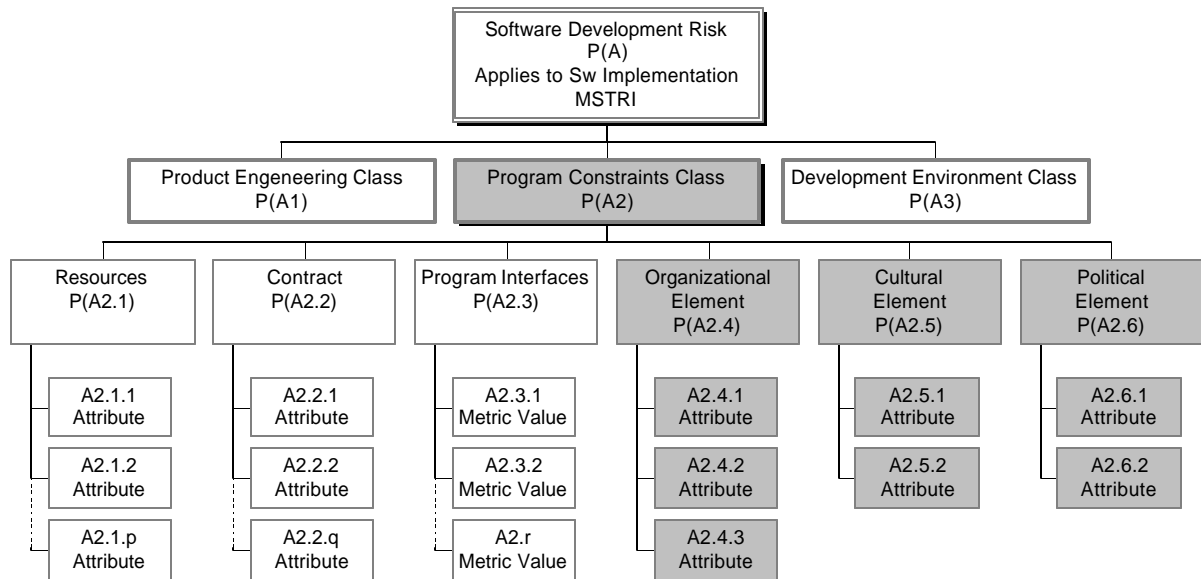 Software Development Risk
P(A)
Applies to Sw Implementation
MSTRI
Product Engeneering Class
P(A1)
Program Constraints Class
P(A2)
Development Environment Class
P(A3)
Resources
P(A2.1)
Contract
P(A2.2)
Program Interfaces
P(A2.3)
Organizational
Element
P(A2.4)
Cultural
Element
P(A2.5)
Political
Element
P(A2.6)
A2.1.1
Attribute
A2.2.1
Attribute
A2.3.1
Metric Value
A2.4.1
Attribute
A2.5.1
Attribute
A2.6.1
Attribute
A2.1.2
Attribute
A2.2.2
Attribute
A2.3.2
Metric Value
A2.4.2
Attribute
A2.5.2
Attribute
A2.6.2
Attribute
A2.1.p
Attribute
A2.2.q
Attribute
A2.r
Metric Value
A2.4.3
Attribute